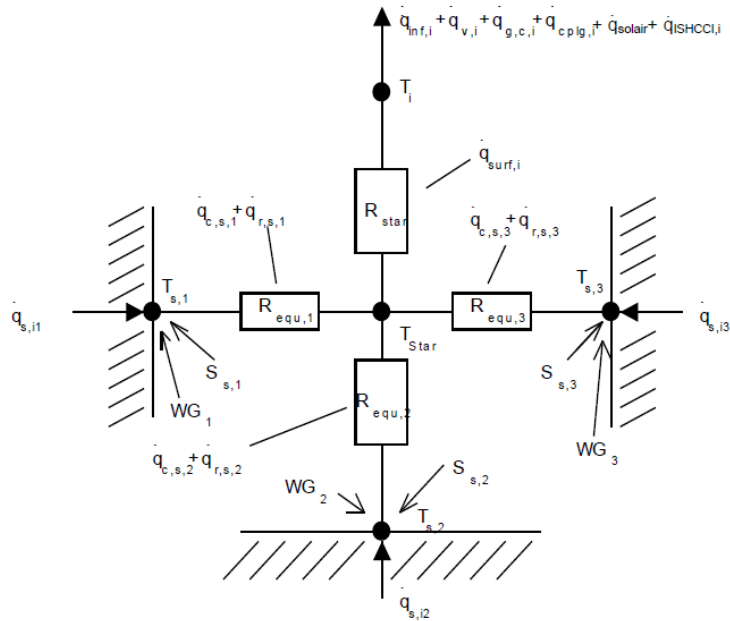 q̇inf,i + q̇v,i + q̇g,c,i + q̇cplg,i + q̇solair + q̇ISHCCI,i
Ti
q̇surf,i
Rstar
q̇c,s,1 + q̇r,s,1
q̇c,s,3 + q̇r,s,3
Ts,1
Ts,3
Requ,1
Requ,3
q̇s,i1
q̇s,i3
TStar
Ss,1
Ss,3
WG1
Requ,2
WG3
q̇c,s,2 + q̇r,s,2
Ss,2
WG2
Ts,2
q̇s,i2